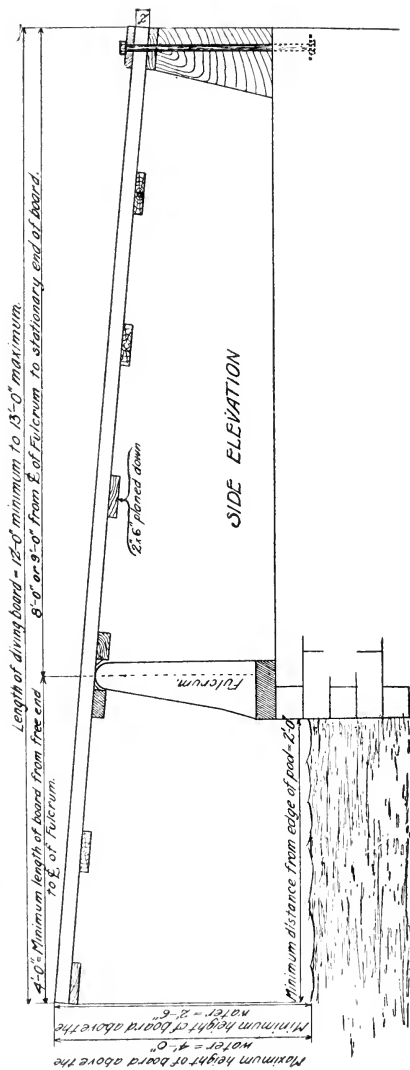 Length of diving board = 12'-0" minimum to 13'-0" maximum.
4'-0" = Minimum length of board from free end
to ℄ of Fulcrum.
8'-0" or 9'-0" from ℄ of Fulcrum to stationary end of board.
2"x6" planed down
SIDE ELEVATION
Fulcrum.
Minimum distance from edge of pool = 2'-0"
Minimum height of board above the
water = 2'-6"
Maximum height of board above the
water = 4'-0"